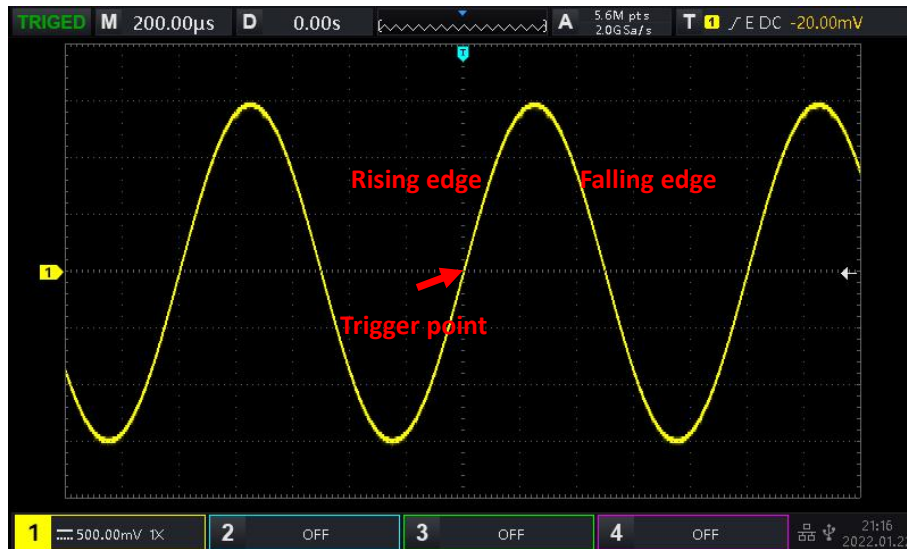 TRIGED M 200.00µs D 0.00s A 5.6M pts T 1 E DC -20.00mV
2.0GSa/s
T
Rising edge Falling edge
1
Trigger point
1 500.00mV 1X 2 OFF 3 OFF 4 OFF 21:16
2022.01.2